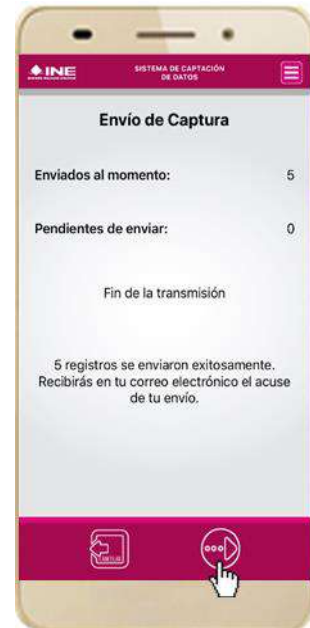 INE
SISTEMA DE CAPTACIÓN
DE DATOS
Envío de Captura
Enviados al momento: 5
Pendientes de enviar: 0
Fin de la transmisión
5 registros se enviaron exitosamente.
Recibirás en tu correo electrónico el acuse
de tu envío.